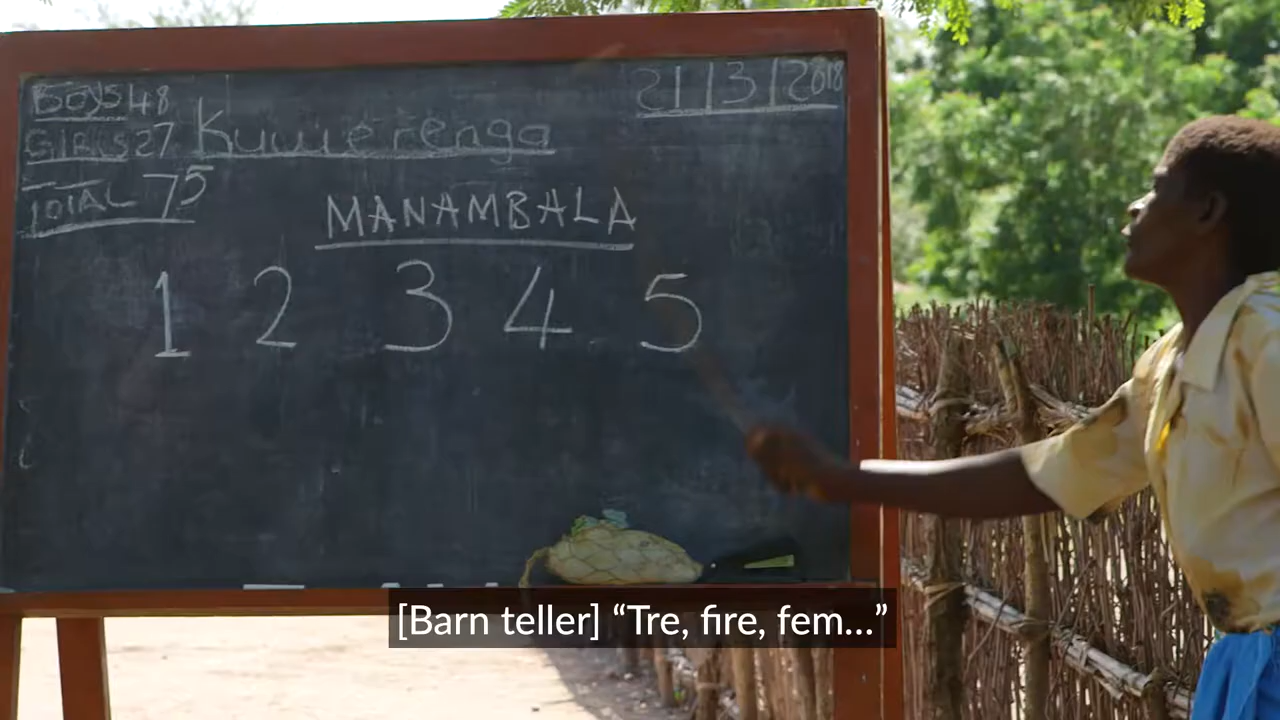 BOYS 48
GIRLS 27
TOTAL 75
Kuwerenga
21/3/2018
MANAMBALA
1 2 3 4 5
[Barn teller] “Tre, fire, fem...”